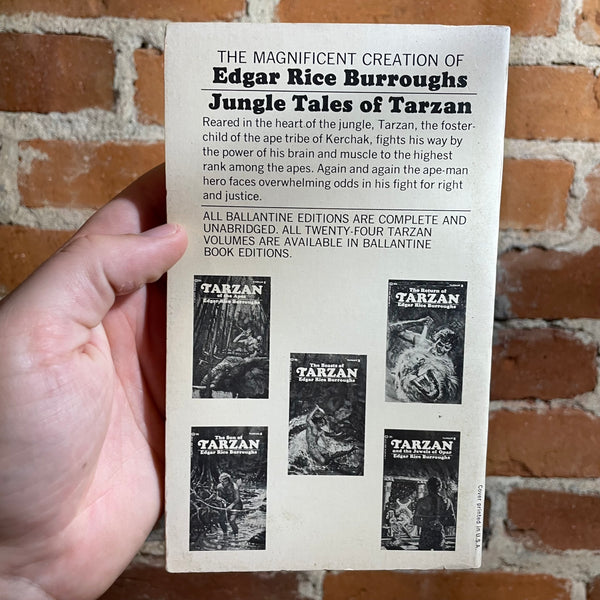 THE MAGNIFICENT CREATION OF
Edgar Rice Burroughs
Jungle Tales of Tarzan
Reared in the heart of the jungle, Tarzan, the foster-
child of the ape tribe of Kerchak, fights his way by
the power of his brain and muscle to the highest
rank among the apes. Again and again the ape-man
hero faces overwhelming odds in his fight for right
and justice.
ALL BALLANTINE EDITIONS ARE COMPLETE AND
UNABRIDGED. ALL TWENTY-FOUR TARZAN
VOLUMES ARE AVAILABLE IN BALLANTINE
BOOK EDITIONS.
TARZAN
of the Apes
Edgar Rice Burroughs
The Return of
TARZAN
Edgar Rice Burroughs
The Beasts of
TARZAN
Edgar Rice Burroughs
The Son of
TARZAN
Edgar Rice Burroughs
TARZAN
and the Jewels of Opar
Edgar Rice Burroughs
Cover printed in U.S.A.